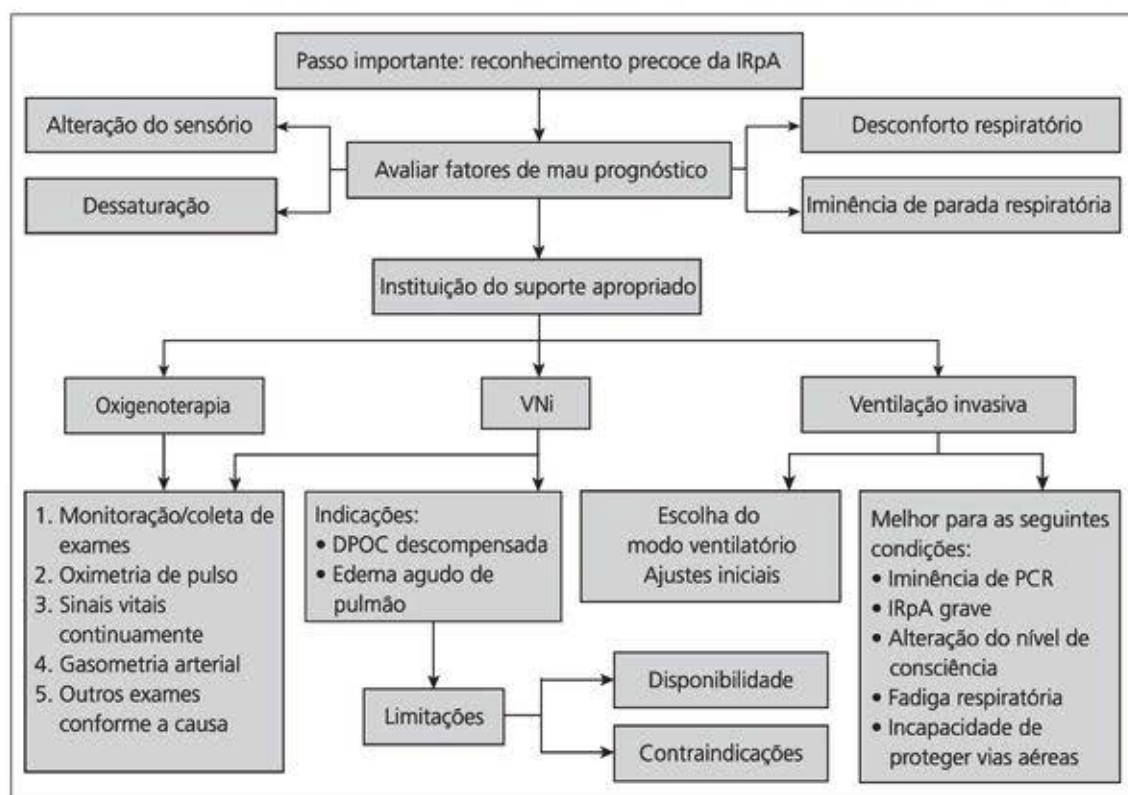 Passo importante: reconhecimento precoce da IRpA
Alteração do sensório
Desconforto respiratório
Avaliar fatores de mau prognóstico
Dessaturação
Iminência de parada respiratória
Instituição do suporte apropriado
Oxigenoterapia
VNi
Ventilação invasiva
1. Monitoração/coleta de
exames
2. Oximetria de pulso
3. Sinais vitais
continuamente
4. Gasometria arterial
5. Outros exames
conforme a causa
Indicações:
• DPOC descompensada
• Edema agudo de
pulmão
Limitações
Disponibilidade
Contraindicações
Escolha do
modo ventilatório
Ajustes iniciais
Melhor para as seguintes
condições:
• Iminência de PCR
• IRpA grave
• Alteração do nível de
consciência
• Fadiga respiratória
• Incapacidade de
proteger vias aéreas